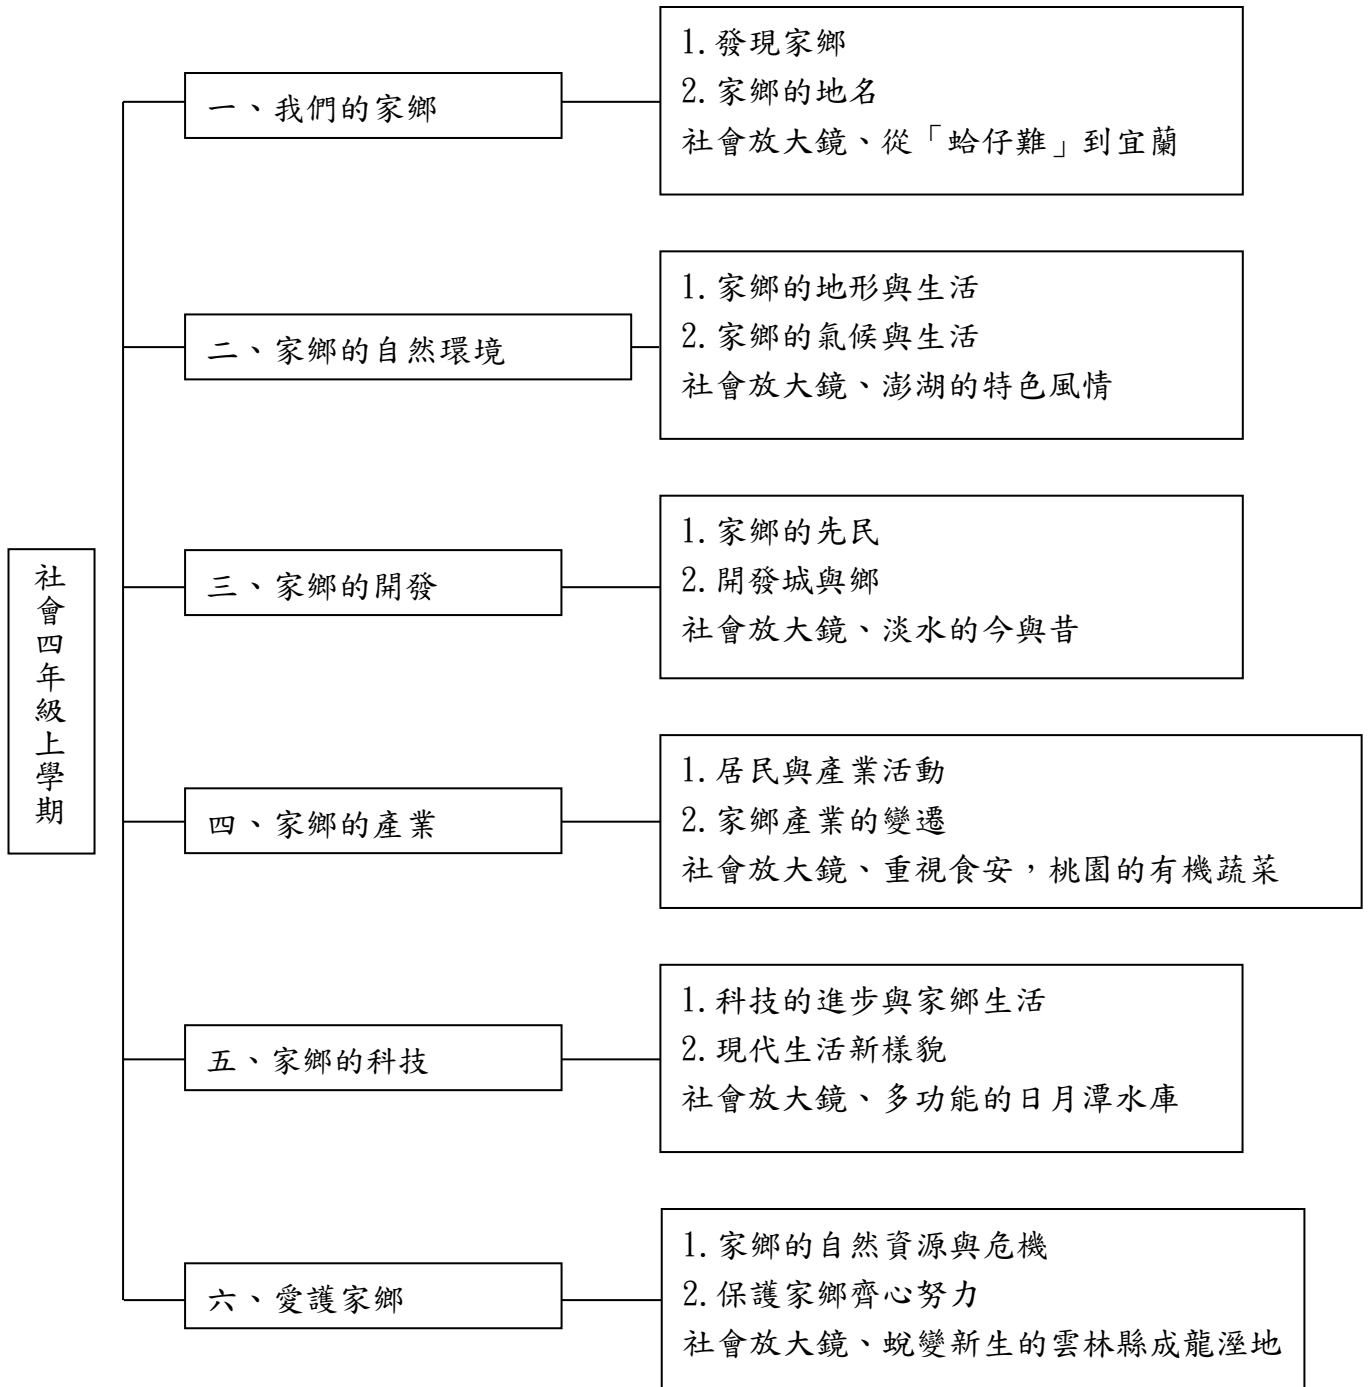 社會四年級上學期
一、我們的家鄉
1.發現家鄉
2.家鄉的地名
社會放大鏡、從「蛤仔難」到宜蘭
二、家鄉的自然環境
1.家鄉的地形與生活
2.家鄉的氣候與生活
社會放大鏡、澎湖的特色風情
三、家鄉的開發
1.家鄉的先民
2.開發城與鄉
社會放大鏡、淡水的今與昔
四、家鄉的產業
1.居民與產業活動
2.家鄉產業的變遷
社會放大鏡、重視食安，桃園的有機蔬菜
五、家鄉的科技
1.科技的進步與家鄉生活
2.現代生活新樣貌
社會放大鏡、多功能的日月潭水庫
六、愛護家鄉
1.家鄉的自然資源與危機
2.保護家鄉齊心努力
社會放大鏡、蛻變新生的雲林縣成龍溼地